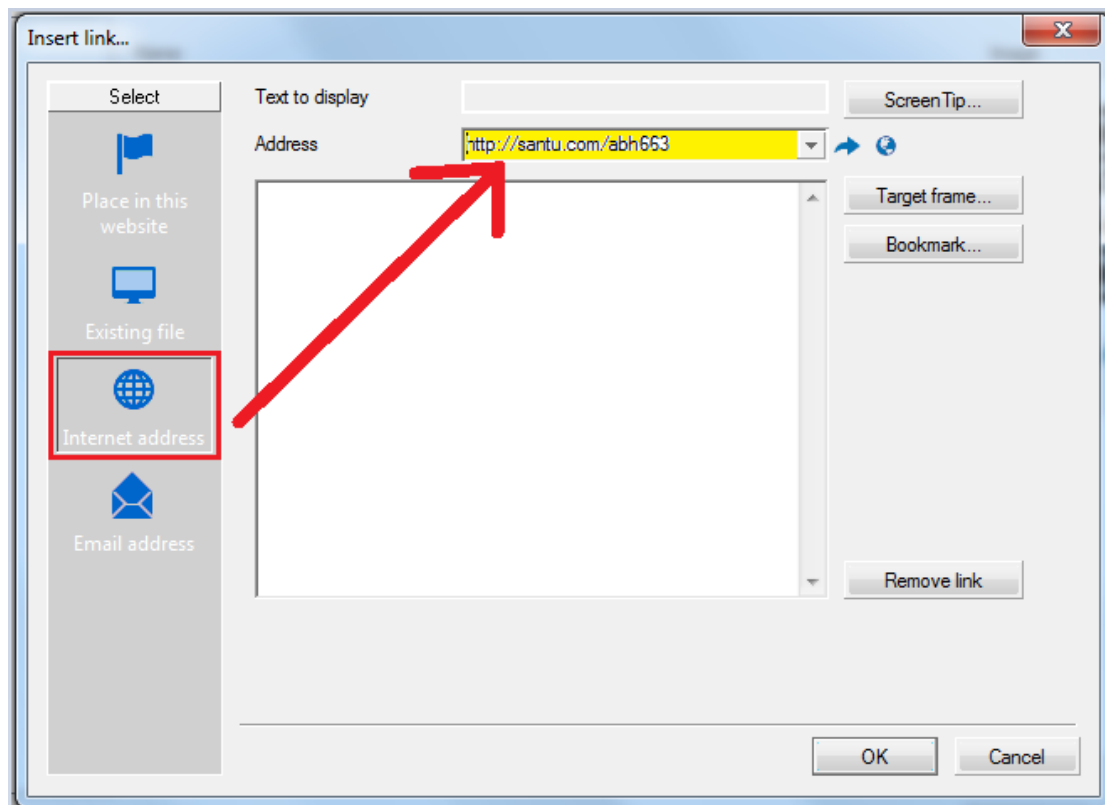 Insert link...
Select
Text to display
ScreenTip...
Address
http://santu.com/abh663
Place in this
website
Target frame...
Bookmark...
Existing file
Internet address
Email address
Remove link
OK
Cancel